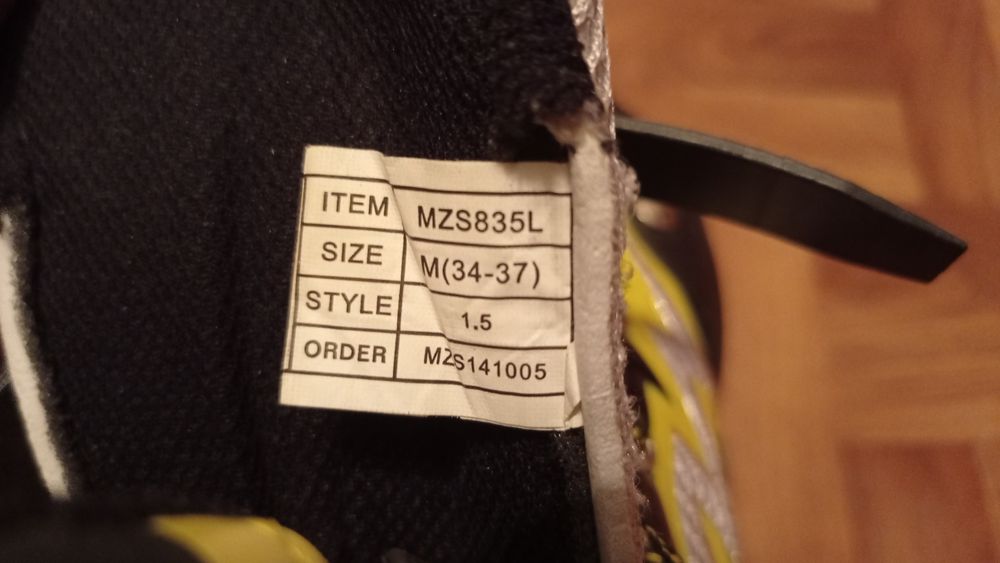 ITEM MZS835L
SIZE M(34-37)
STYLE 1.5
ORDER MZS141005